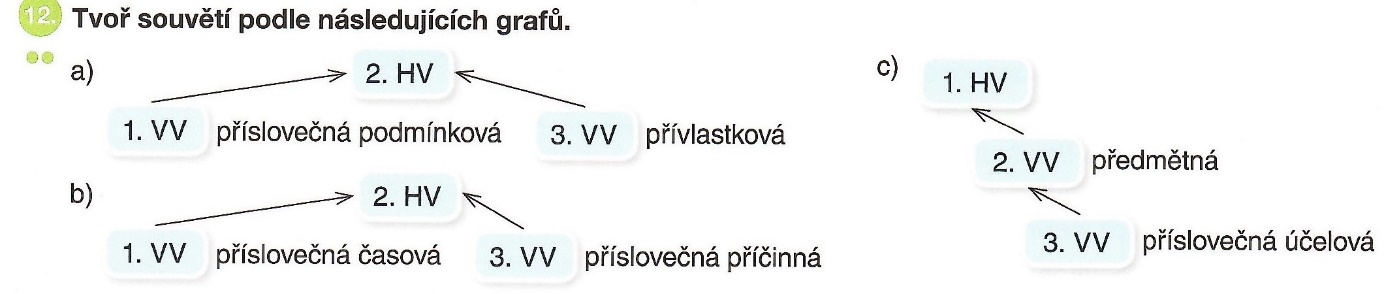 12. Tvoř souvětí podle následujících grafů.
a)
2. HV
1. VV příslovečná podmínková
3. VV přívlastková
b)
2. HV
1. VV příslovečná časová
3. VV příslovečná příčinná
c)
1. HV
2. VV předmětná
3. VV příslovečná účelová